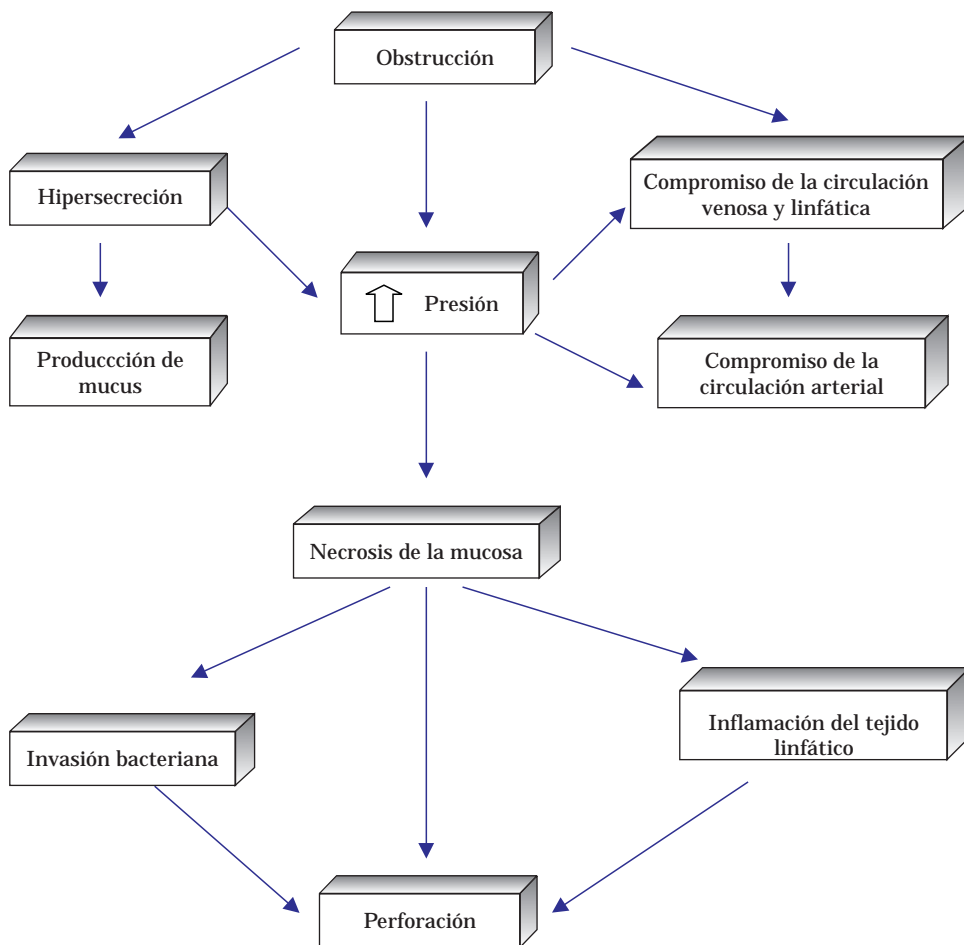 Obstrucción
Hipersecreción
Compromiso de la circulación
venosa y linfática
Presión
Produccción de
mucus
Compromiso de la
circulación arterial
Necrosis de la mucosa
Invasión bacteriana
Inflamación del tejido
linfático
Perforación